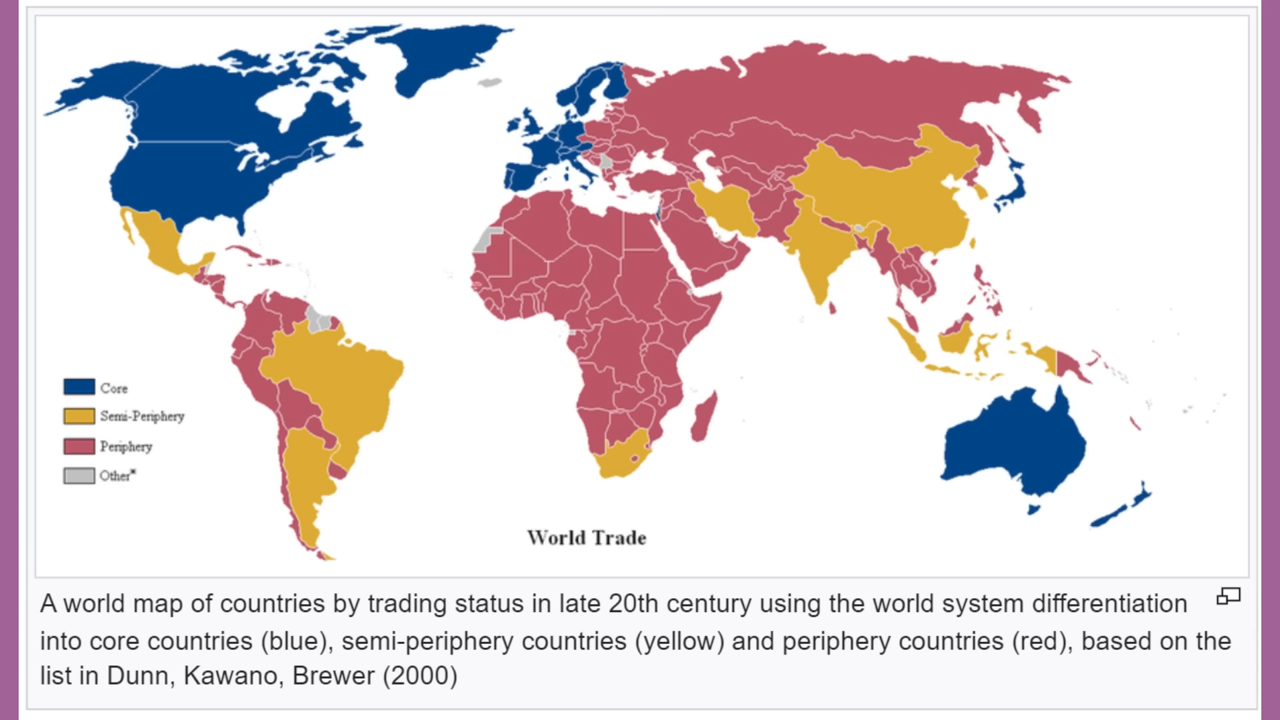 Core
Semi-Periphery
Periphery
Other*
World Trade
A world map of countries by trading status in late 20th century using the world system differentiation
into core countries (blue), semi-periphery countries (yellow) and periphery countries (red), based on the
list in Dunn, Kawano, Brewer (2000)